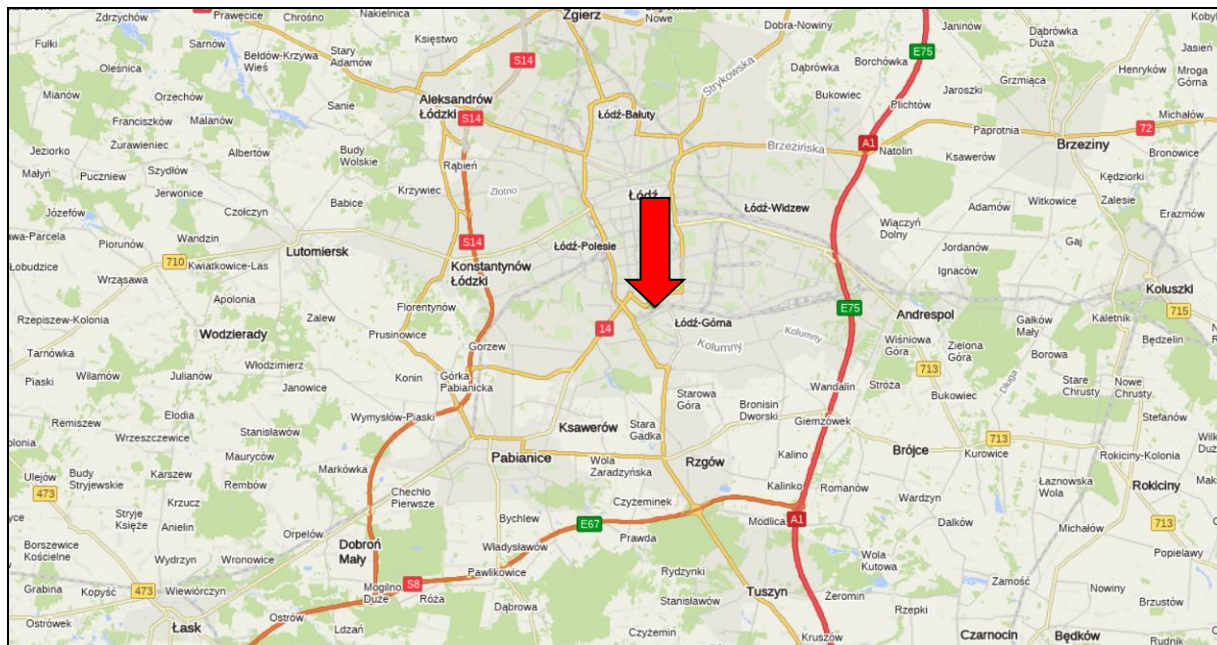 Zdrzychów
Pawęcice
Chrośno
Nakielnica
Zgierz
Nowe
Koby
Księstwo
Dobra-Nowiny
Janinów
Dąbrówka
Duża
Fułki
Sarnów
Bełdów-Krzywa
Wieś
Stary
Adamów
S14
E75
Jasień
Oleśnica
Dąbrówka
Borchówka
Grzmiąca
Henryków
Mroga
Górna
Mianów
Orzechów
Sanie
Aleksandrów
Łódzki
Strykowska
Bukowiec
Jaroszki
Plichtów
Franciszków
Malanów
S14
Łódź-Bałuty
Michałów
Żurawieniec
Paprotnia
72
Jeziorko
Albertów
Budy
Wolskie
Brzezińska
A1
Natolin
Brzeziny
Bronowice
Szydłów
Rąbień
Ksawerów
Małyń
Puczniew
Kędziorki
Jerwonice
Krzywiec
Złotno
Łódź
Adamów
Witkowice
Zalesie
Józefów
Babice
Łódź-Widzew
Erazmów
Czołczyn
Wiączyń
Dolny
wa-Parcela
Wandzin
S14
Łódź-Polesie
Gaj
Piorunów
Lutomiersk
Jordanów
710
Kwiatkowice-Las
Konstantynów
Łódzki
Ignaców
Łobudzice
Wrząsawa
Koluszki
Apolonia
Florentynów
E75
Andrespol
Rzepiszew-Kolonia
Zalew
Gałków
Mały
Kaletnik
715
Wodzierady
Prusinowice
14
Łódź-Górna
Kolumny
Kolumny
Wiśniowa
Góra
Zielona
Góra
Będzelin
Tarnówka
Gorzew
Borowa
Włodzimierz
713
Piaski
Wilamów
Julianów
Konin
Górka
Pabianicka
Wandalin
Stróża
Długa
Stare
Chrusty
Nowe
Chrusty
Janowice
Starowa
Góra
Bukowiec
Elodia
Wymysłów-Piaski
Bronisin
Dworski
Remiszew
Giemzówek
Stefanów
Wrzeszczewice
Stanisławów
Ksawerów
Stara
Gadka
713
Mauryców
Kalino
Brójce
Kurowice
Rokiciny-Kolonia
Ulejów
Budy
Stryjewskie
Karszew
Markówka
Pabianice
Wola
Zaradzyńska
Rzgów
Rembów
Kalinko
Romanów
Łaznowska
Wola
Rokiciny
473
Krzucz
Chechło
Pierwsze
Czyżeminek
Wardzyn
Stryje
Księże
Anielin
Bychlew
E67
Modlica
A1
Dalków
Michałów
713
Orpelów
Prawda
Borszewice
Kościelne
Wydrzyn
Wronowice
Dobroń
Mały
Władysławów
Wola
Kutowa
Popielawy
Pawlikowice
Rydzynki
Zamość
Grabina
Kopyść
473
Wiewiórczyn
Mogilno
Duże
S8
Róża
Tuszyn
Żeromin
Nowiny
Dąbrowa
Stanisławów
Brzustów
Ostrówek
Łask
Ostrów
Rzepki
Ldzań
Czyżemin
Kruszów
Czarnocin
Będków
Rudnik